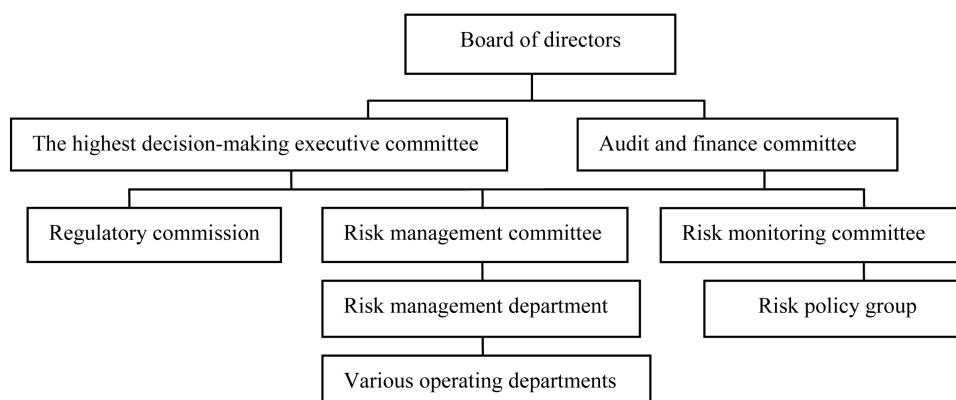 Board of directors
The highest decision-making executive committee
Audit and finance committee
Regulatory commission
Risk management committee
Risk monitoring committee
Risk management department
Risk policy group
Various operating departments